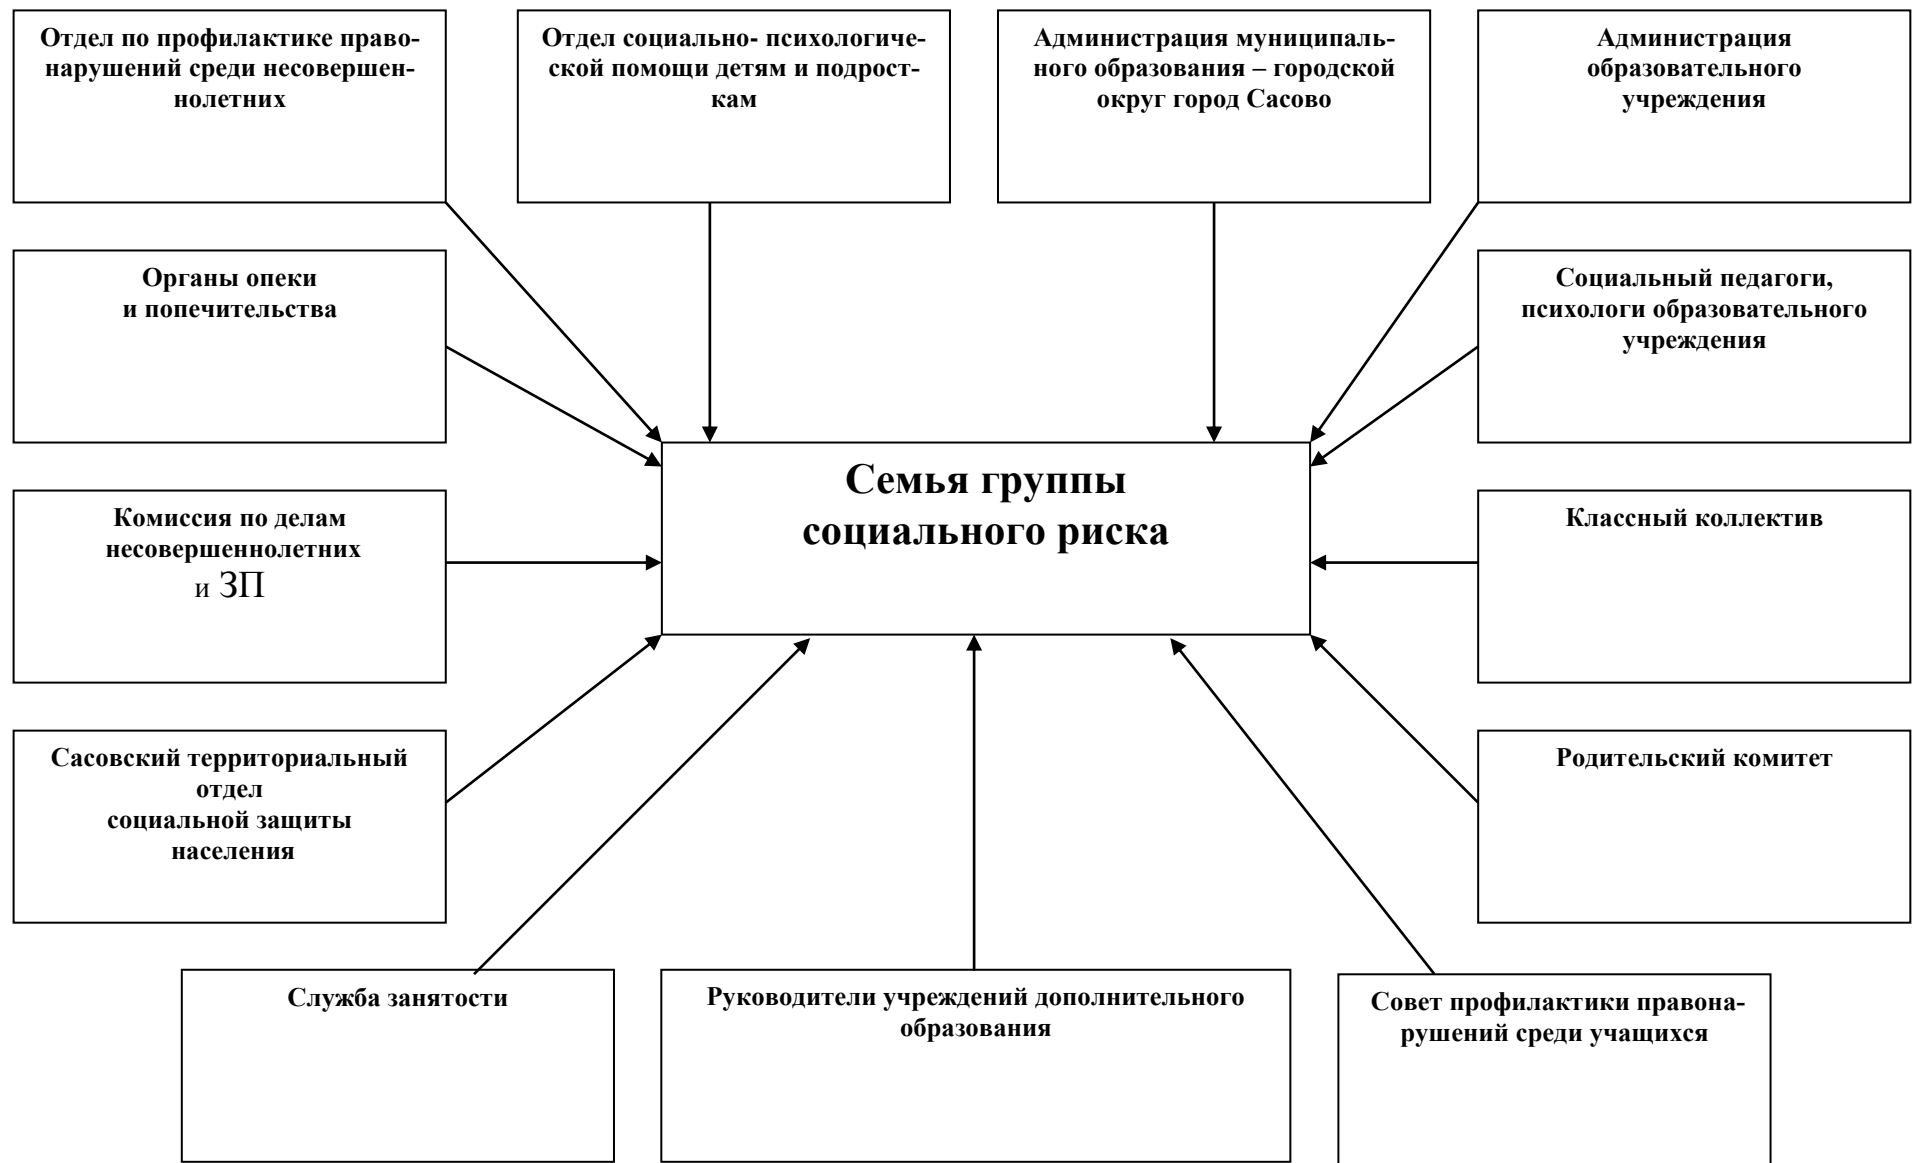 Отдел по профилактике право-
нарушений среди несовершен-
нолетних
Отдел социально- психологиче-
ской помощи детям и подрост-
кам
Администрация муниципаль-
ного образования – городской
округ город Сасово
Администрация
образовательного
учреждения
Органы опеки
и попечительства
Социальный педагоги,
психологи образовательного
учреждения
Семья группы
социального риска
Комиссия по делам
несовершеннолетних
и ЗП
Классный коллектив
Сасовский территориальный
отдел
социальной защиты
населения
Родительский комитет
Служба занятости
Руководители учреждений дополнительного
образования
Совет профилактики правона-
рушений среди учащихся